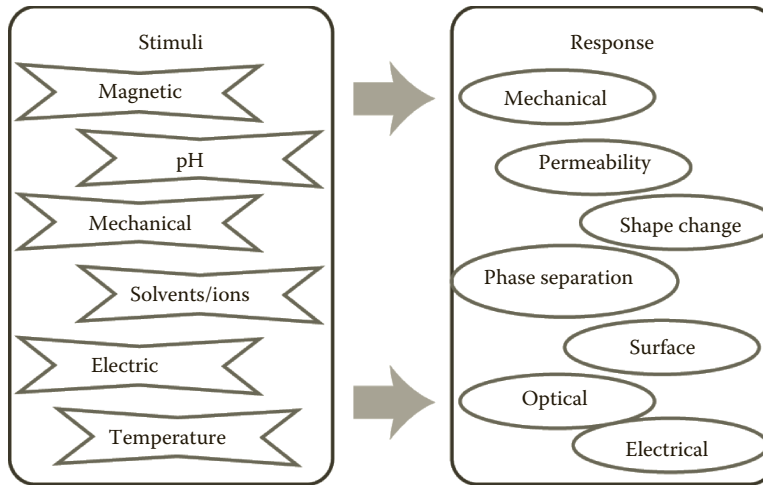 Stimuli
Magnetic
pH
Mechanical
Solvents/ions
Electric
Temperature
Response
Mechanical
Permeability
Shape change
Phase separation
Surface
Optical
Electrical